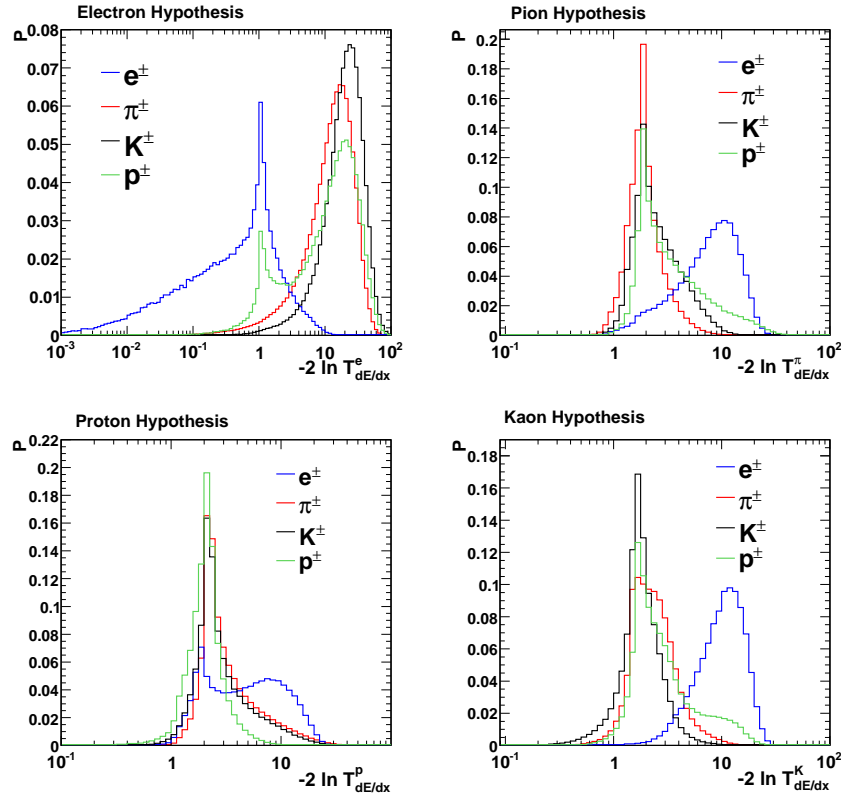 Electron Hypothesis
P
0.08
0.07
0.06
0.05
0.04
0.03
0.02
0.01
0
e±
π±
K±
p±
10⁻³ 10⁻² 10⁻¹ 1 10 10²
-2 ln T^e_dE/dx
Pion Hypothesis
P
0.2
0.18
0.16
0.14
0.12
0.1
0.08
0.06
0.04
0.02
0
e±
π±
K±
p±
10⁻¹ 1 10 10²
-2 ln T^π_dE/dx
Proton Hypothesis
P
0.22
0.2
0.18
0.16
0.14
0.12
0.1
0.08
0.06
0.04
0.02
0
e±
π±
K±
p±
10⁻¹ 1 10
-2 ln T^p_dE/dx
Kaon Hypothesis
P
0.18
0.16
0.14
0.12
0.1
0.08
0.06
0.04
0.02
0
e±
π±
K±
p±
10⁻¹ 1 10 10²
-2 ln T^K_dE/dx